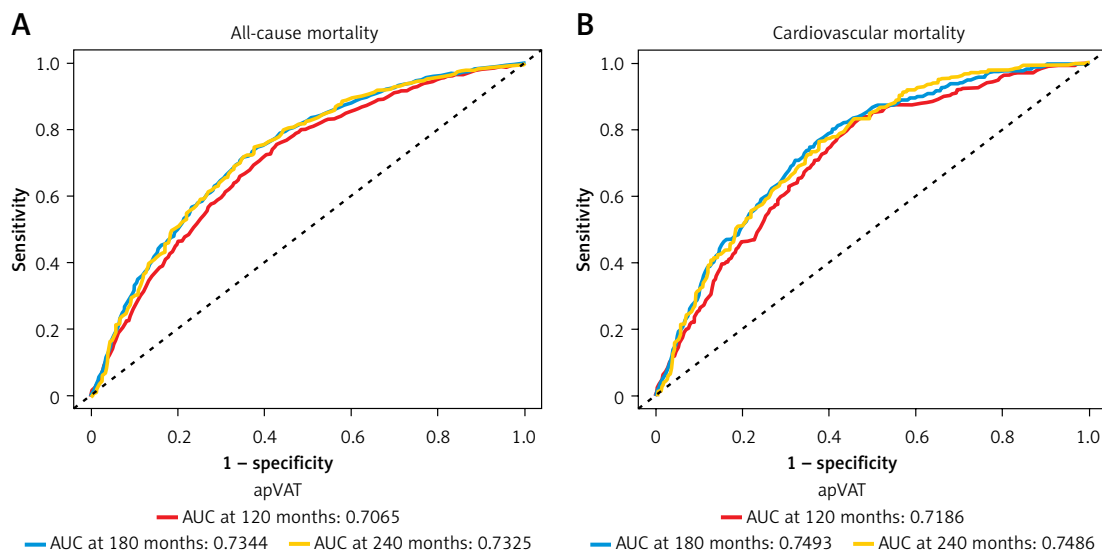 A
All-cause mortality
1.0
0.8
0.6
0.4
0.2
0
Sensitivity
0 0.2 0.4 0.6 0.8 1.0
1 – specificity
apVAT
AUC at 120 months: 0.7065
AUC at 180 months: 0.7344 AUC at 240 months: 0.7325
B
Cardiovascular mortality
1.0
0.8
0.6
0.4
0.2
0
Sensitivity
0 0.2 0.4 0.6 0.8 1.0
1 – specificity
apVAT
AUC at 120 months: 0.7186
AUC at 180 months: 0.7493 AUC at 240 months: 0.7486